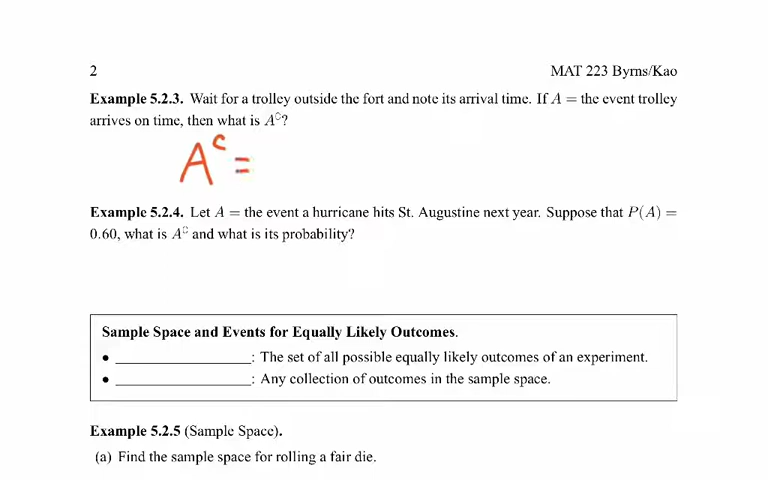 2 MAT 223 Byrns/Kao
Example 5.2.3. Wait for a trolley outside the fort and note its arrival time. If A = the event trolley
arrives on time, then what is Aᶜ?
Aᶜ =
Example 5.2.4. Let A = the event a hurricane hits St. Augustine next year. Suppose that P(A) =
0.60, what is Aᶜ and what is its probability?
Sample Space and Events for Equally Likely Outcomes.
• ____________________: The set of all possible equally likely outcomes of an experiment.
• ____________________: Any collection of outcomes in the sample space.
Example 5.2.5 (Sample Space).
(a) Find the sample space for rolling a fair die.